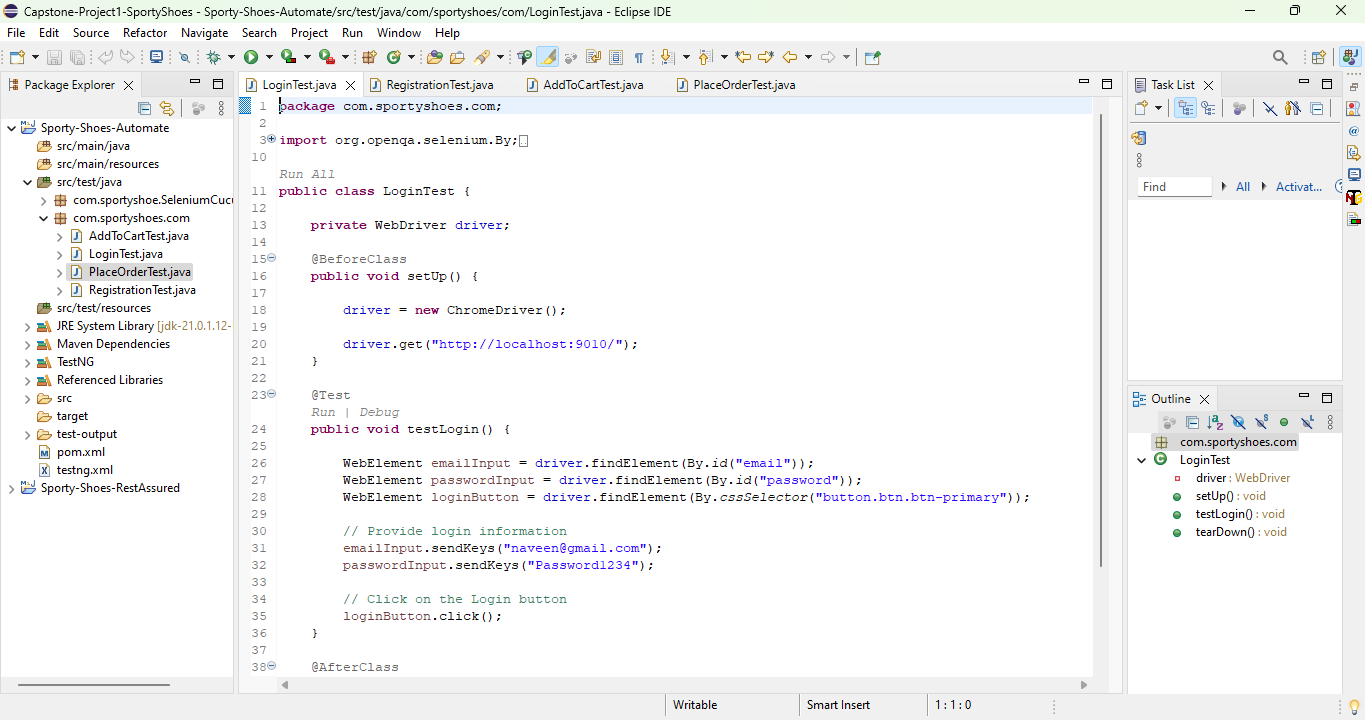 Capstone-Project1-SportyShoes - Sporty-Shoes-Automate/src/test/java/com/sportyshoes/com/LoginTest.java - Eclipse IDE
File Edit Source Refactor Navigate Search Project Run Window Help
Package Explorer
Sporty-Shoes-Automate
src/main/java
src/main/resources
src/test/java
com.sportyshoe.SeleniumCucu
com.sportyshoes.com
AddToCartTest.java
LoginTest.java
PlaceOrderTest.java
RegistrationTest.java
src/test/resources
JRE System Library [jdk-21.0.1.12-
Maven Dependencies
TestNG
Referenced Libraries
src
target
test-output
pom.xml
testng.xml
Sporty-Shoes-RestAssured
LoginTest.java RegistrationTest.java AddToCartTest.java PlaceOrderTest.java
1 package com.sportyshoes.com;
2
3 import org.openqa.selenium.By;
10
Run All
11 public class LoginTest {
12
13 private WebDriver driver;
14
15 @BeforeClass
16 public void setUp() {
17
18 driver = new ChromeDriver();
19
20 driver.get("http://localhost:9010/");
21 }
22
23 @Test
Run | Debug
24 public void testLogin() {
25
26 WebElement emailInput = driver.findElement(By.id("email"));
27 WebElement passwordInput = driver.findElement(By.id("password"));
28 WebElement loginButton = driver.findElement(By.cssSelector("button.btn.btn-primary"));
29
30 // Provide login information
31 emailInput.sendKeys("naveen@gmail.com");
32 passwordInput.sendKeys("Password1234");
33
34 // Click on the Login button
35 loginButton.click();
36 }
37
38 @AfterClass
Task List
Find All Activat...
Outline
com.sportyshoes.com
LoginTest
driver : WebDriver
setUp() : void
testLogin() : void
tearDown() : void
Writable Smart Insert 1 : 1 : 0